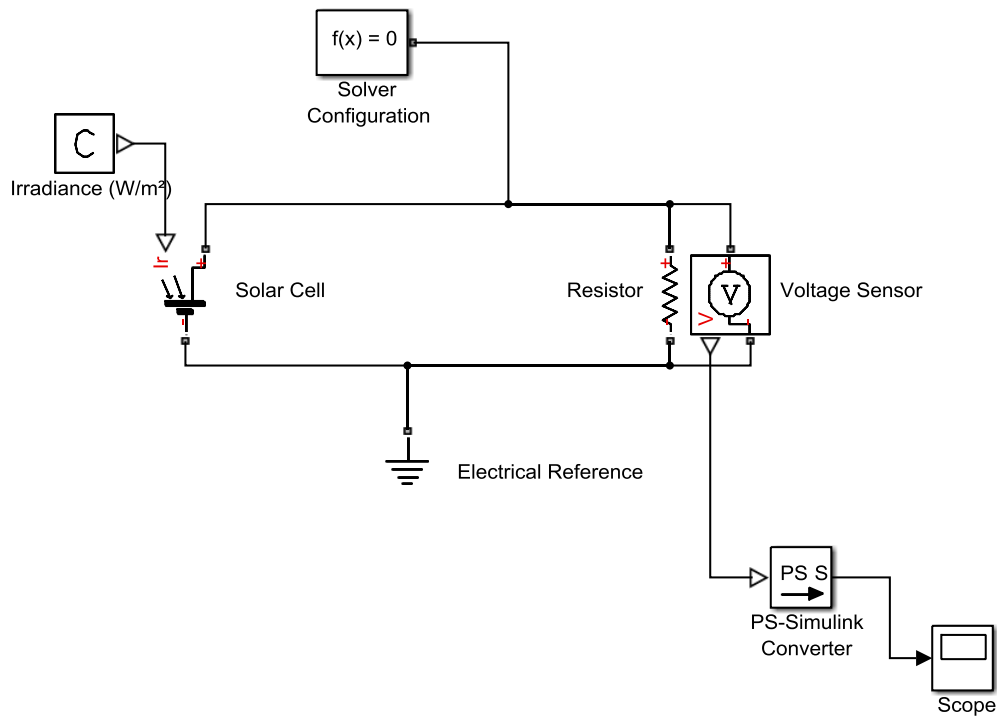 f(x) = 0
Solver
Configuration
C
Irradiance (W/m²)
Ir
+
+
+
Solar Cell
Resistor
V
V
Voltage Sensor
-
-
-
Electrical Reference
PS S
PS-Simulink
Converter
Scope